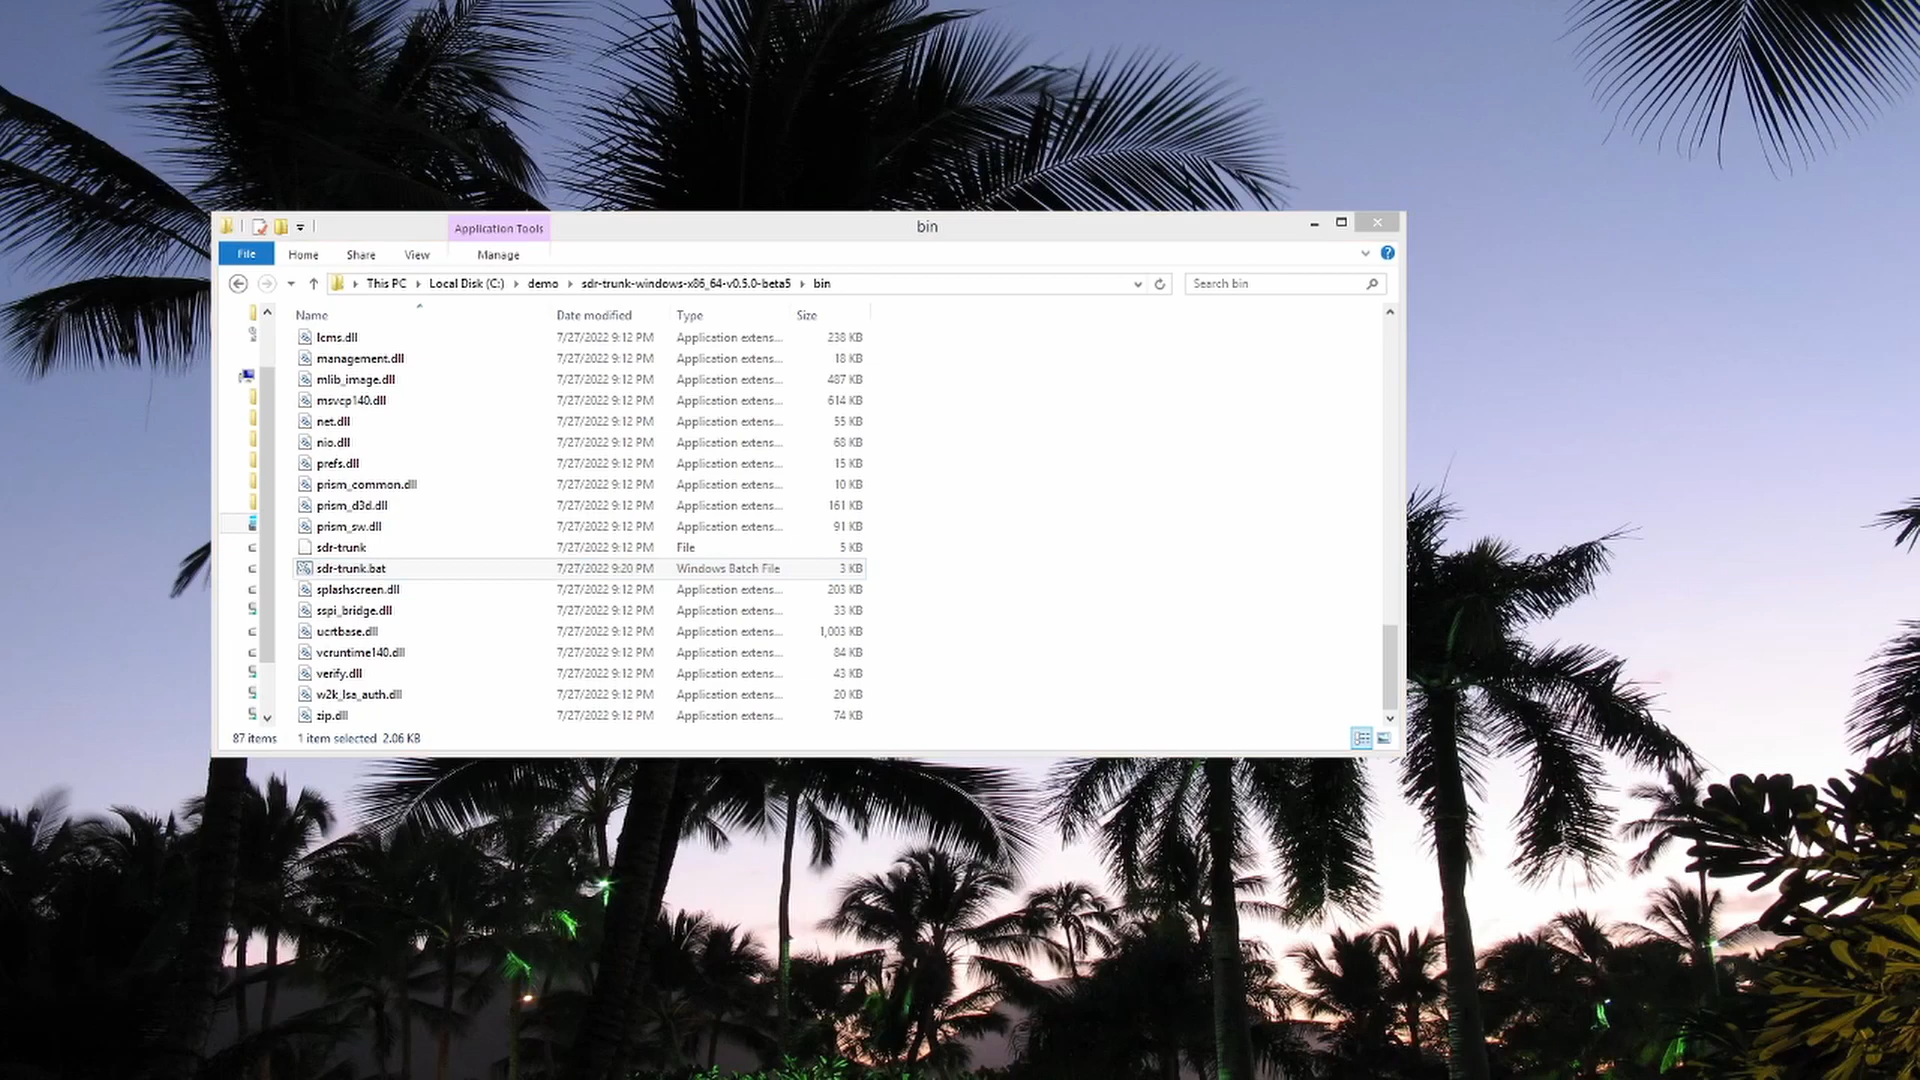 Application Tools
bin
File
Home
Share
View
Manage
This PC
Local Disk (C:)
demo
sdr-trunk-windows-x86_64-v0.5.0-beta5
bin
Search bin
Name Date modified Type Size
lcms.dll 7/27/2022 9:12 PM Application extens... 238 KB
management.dll 7/27/2022 9:12 PM Application extens... 18 KB
mlib_image.dll 7/27/2022 9:12 PM Application extens... 487 KB
msvcp140.dll 7/27/2022 9:12 PM Application extens... 614 KB
net.dll 7/27/2022 9:12 PM Application extens... 55 KB
nio.dll 7/27/2022 9:12 PM Application extens... 68 KB
prefs.dll 7/27/2022 9:12 PM Application extens... 15 KB
prism_common.dll 7/27/2022 9:12 PM Application extens... 10 KB
prism_d3d.dll 7/27/2022 9:12 PM Application extens... 161 KB
prism_sw.dll 7/27/2022 9:12 PM Application extens... 91 KB
sdr-trunk 7/27/2022 9:12 PM File 5 KB
sdr-trunk.bat 7/27/2022 9:20 PM Windows Batch File 3 KB
splashscreen.dll 7/27/2022 9:12 PM Application extens... 203 KB
sspi_bridge.dll 7/27/2022 9:12 PM Application extens... 33 KB
ucrtbase.dll 7/27/2022 9:12 PM Application extens... 1,003 KB
vcruntime140.dll 7/27/2022 9:12 PM Application extens... 84 KB
verify.dll 7/27/2022 9:12 PM Application extens... 43 KB
w2k_lsa_auth.dll 7/27/2022 9:12 PM Application extens... 20 KB
zip.dll 7/27/2022 9:12 PM Application extens... 74 KB
87 items 1 item selected 2.06 KB